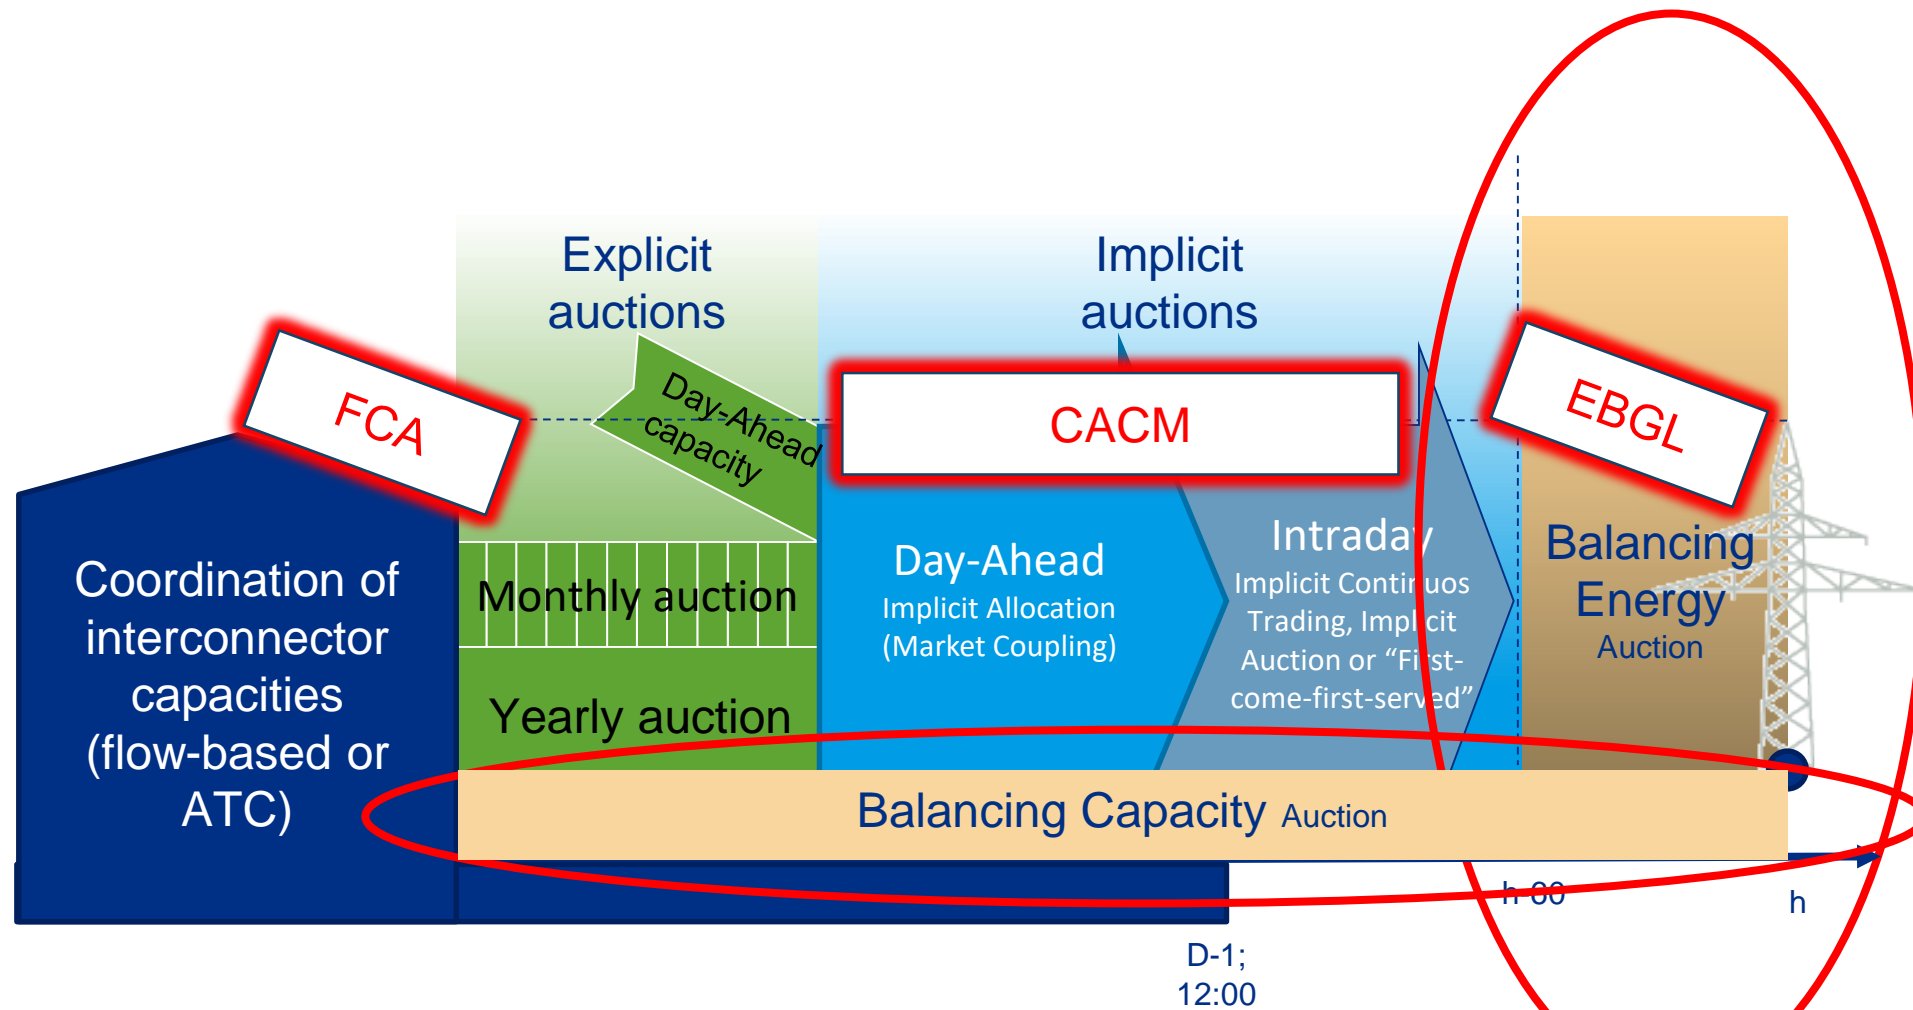 Explicit
auctions
Implicit
auctions
FCA
Day-Ahead
capacity
CACM
EBGL
Coordination of
interconnector
capacities
(flow-based or
ATC)
Monthly auction
Yearly auction
Day-Ahead
Implicit Allocation
(Market Coupling)
Intraday
Implicit Continuos
Trading, Implicit
Auction or “First-
come-first-served”
Balancing
Energy
Auction
Balancing Capacity Auction
h-60
h
D-1;
12:00